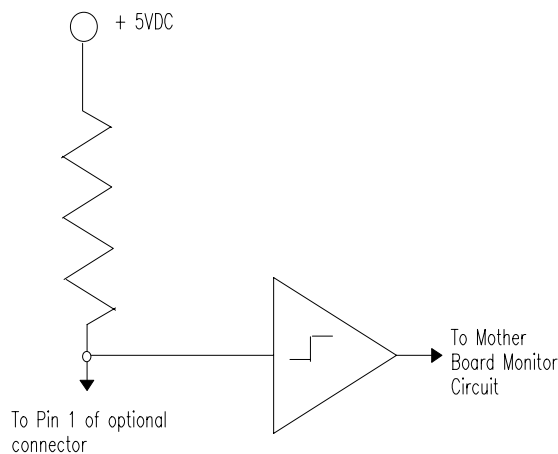 + 5VDC
To Mother
Board Monitor
Circuit
To Pin 1 of optional
connector